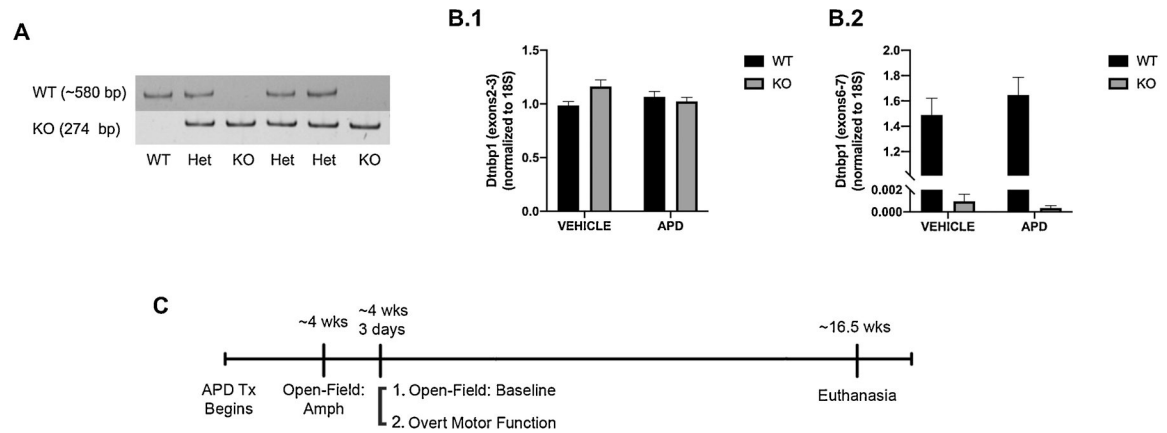 A
WT (~580 bp)
KO (274 bp)
WT Het KO Het Het KO
B.1
Dtnbp1 (exons2-3)
(normalized to 18S)
1.5
1.0
0.5
0.0
VEHICLE APD
WT
KO
B.2
Dtnbp1 (exons6-7)
(normalized to 18S)
2.0
1.8
1.6
1.4
1.2
0.002
0.000
VEHICLE APD
WT
KO
C
~4 wks
~4 wks
3 days
~16.5 wks
APD Tx
Begins
Open-Field:
Amph
1. Open-Field: Baseline
2. Overt Motor Function
Euthanasia